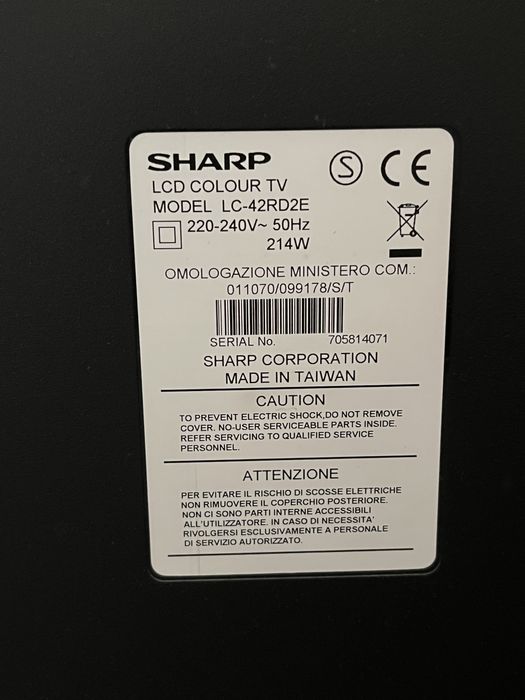 SHARP
S
CE
LCD COLOUR TV
MODEL LC-42RD2E
220-240V~ 50Hz
214W
OMOLOGAZIONE MINISTERO COM.:
011070/099178/S/T
SERIAL No. 705814071
SHARP CORPORATION
MADE IN TAIWAN
CAUTION
TO PREVENT ELECTRIC SHOCK,DO NOT REMOVE
COVER. NO-USER SERVICEABLE PARTS INSIDE.
REFER SERVICING TO QUALIFIED SERVICE
PERSONNEL.
ATTENZIONE
PER EVITARE IL RISCHIO DI SCOSSE ELETTRICHE
NON RIMUOVERE IL COPERCHIO POSTERIORE.
NON CI SONO PARTI INTERNE ACCESSIBILI
ALL'UTILIZZATORE. IN CASO DI NECESSITA'
RIVOLGERSI ESCLUSIVAMENTE A PERSONALE
DI SERVIZIO AUTORIZZATO.